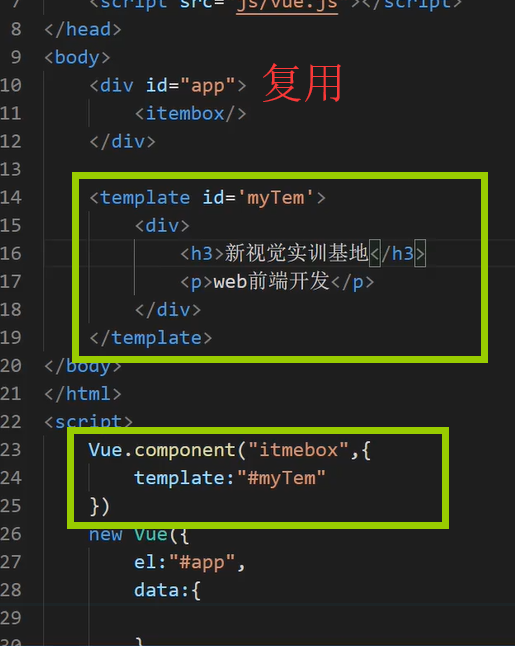 7 <script src="js/vue.js"></script>
8 </head>
9 <body>
10 <div id="app"> 复用
11 <itembox/>
12 </div>
13
14 <template id='myTem'>
15 <div>
16 <h3>新视觉实训基地</h3>
17 <p>web前端开发</p>
18 </div>
19 </template>
20 </body>
21 </html>
22 <script>
23 Vue.component("itmebox",{
24 template:"#myTem"
25 })
26 new Vue({
27 el:"#app",
28 data:{
29
30 }